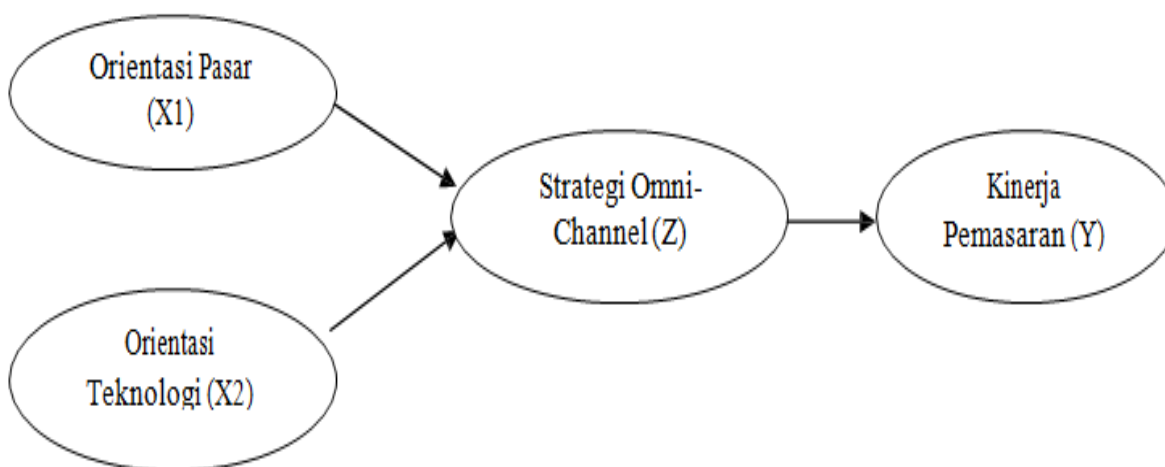 Orientasi Pasar
(X1)
Strategi Omni-
Channel (Z)
Kinerja
Pemasaran (Y)
Orientasi
Teknologi (X2)